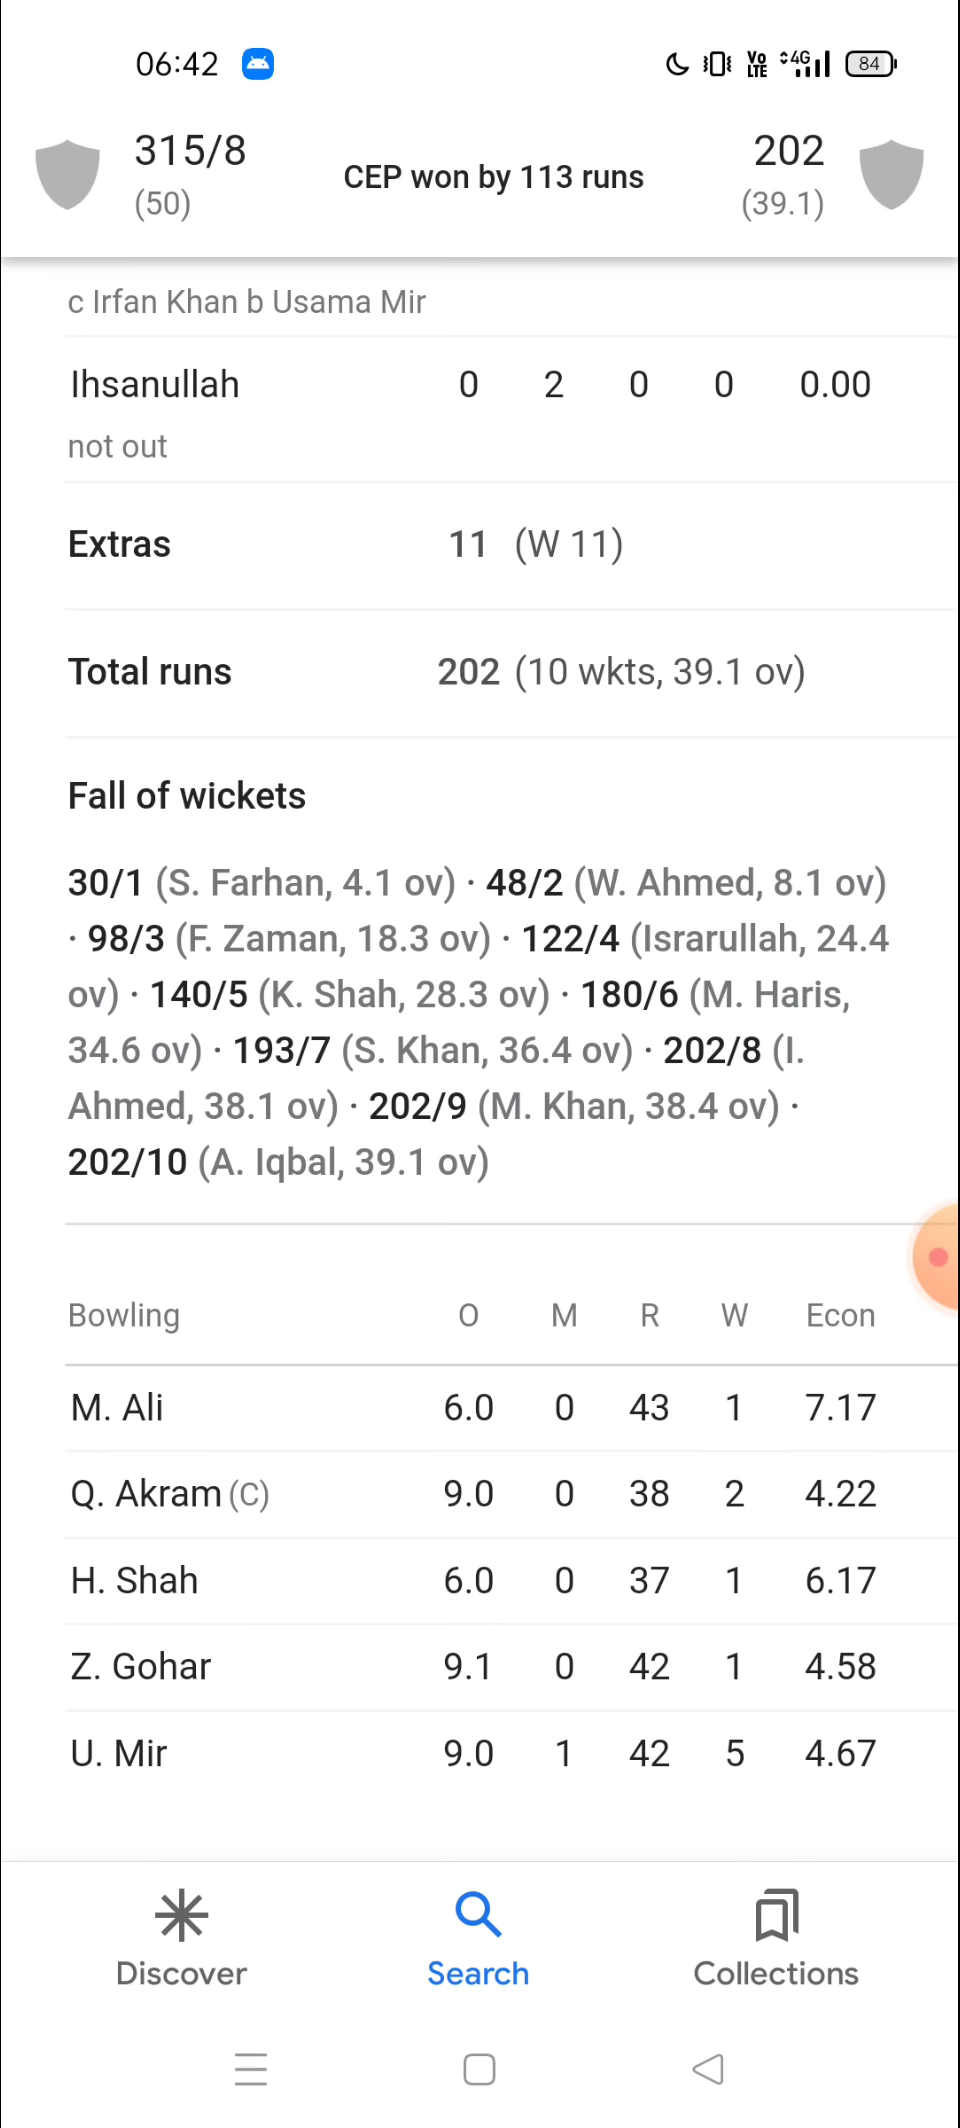 06:42 Vo LTE 4G 84
315/8 202
CEP won by 113 runs
(50) (39.1)
c Irfan Khan b Usama Mir
Ihsanullah 0 2 0 0 0.00
not out
Extras 11 (W 11)
Total runs 202 (10 wkts, 39.1 ov)
Fall of wickets
30/1 (S. Farhan, 4.1 ov) · 48/2 (W. Ahmed, 8.1 ov)
· 98/3 (F. Zaman, 18.3 ov) · 122/4 (Israrullah, 24.4
ov) · 140/5 (K. Shah, 28.3 ov) · 180/6 (M. Haris,
34.6 ov) · 193/7 (S. Khan, 36.4 ov) · 202/8 (I.
Ahmed, 38.1 ov) · 202/9 (M. Khan, 38.4 ov) ·
202/10 (A. Iqbal, 39.1 ov)
Bowling O M R W Econ
M. Ali 6.0 0 43 1 7.17
Q. Akram (C) 9.0 0 38 2 4.22
H. Shah 6.0 0 37 1 6.17
Z. Gohar 9.1 0 42 1 4.58
U. Mir 9.0 1 42 5 4.67
Discover Search Collections